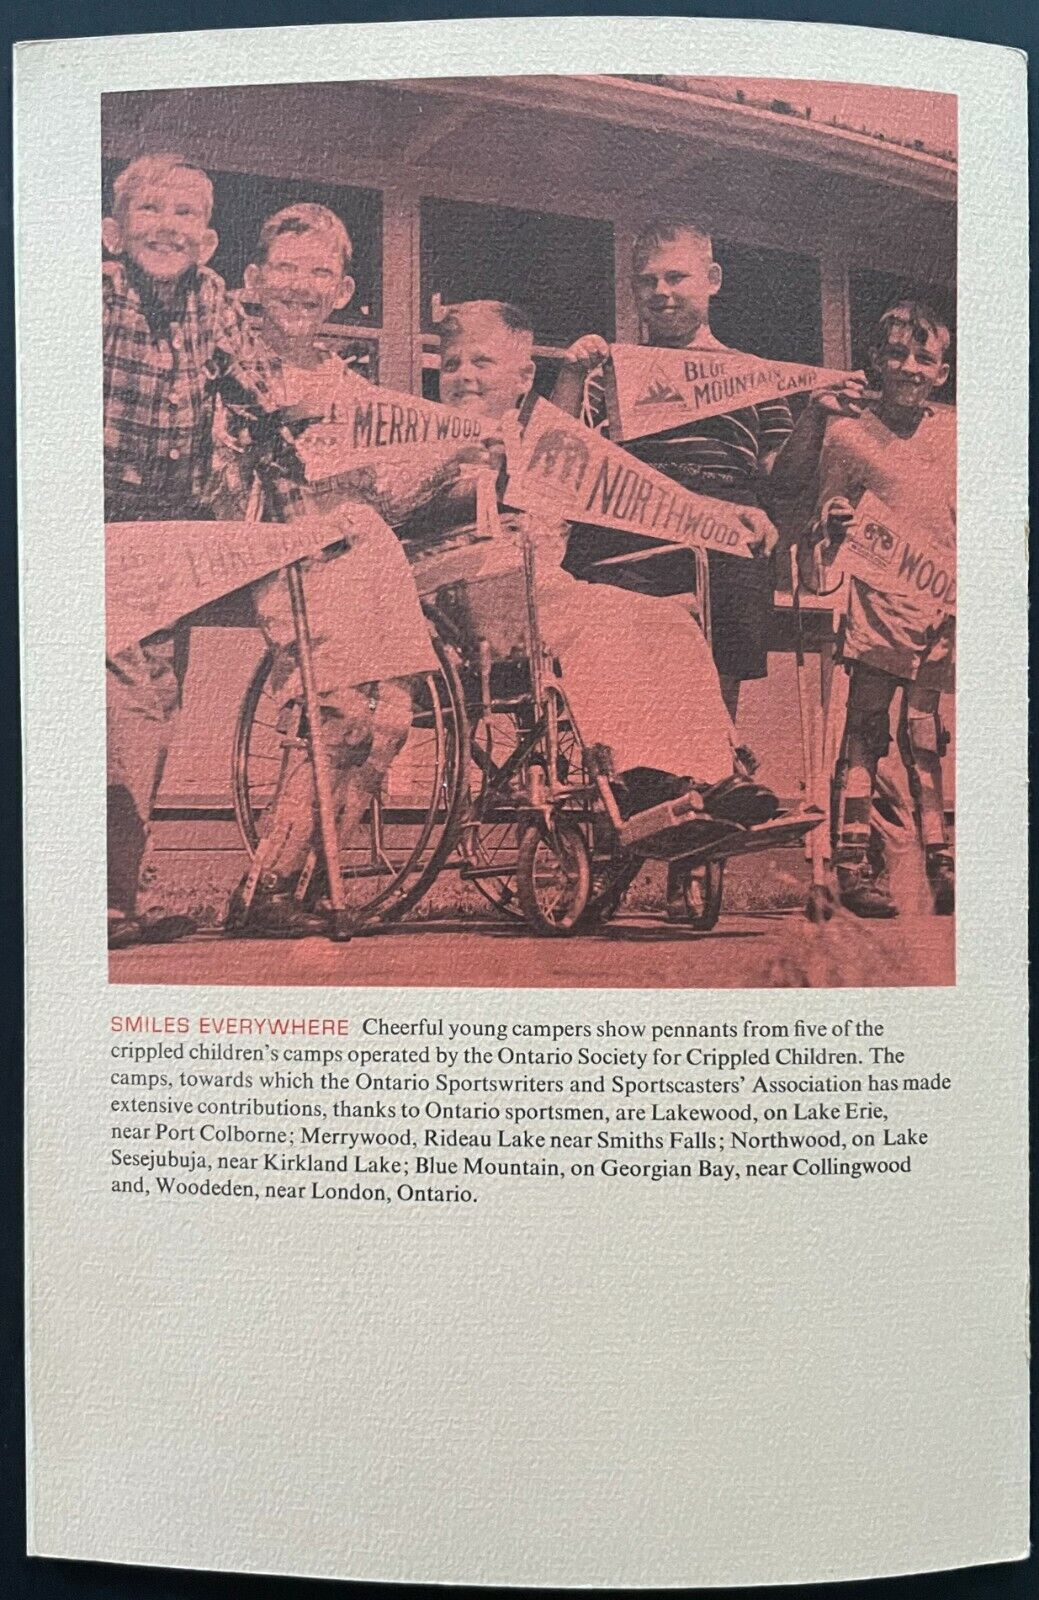 BLUE
MOUNTAIN CAMP
MERRYWOOD
NORTHWOOD
WOOD
SMILES EVERYWHERE Cheerful young campers show pennants from five of the
crippled children's camps operated by the Ontario Society for Crippled Children. The
camps, towards which the Ontario Sportswriters and Sportscasters' Association has made
extensive contributions, thanks to Ontario sportsmen, are Lakewood, on Lake Erie,
near Port Colborne; Merrywood, Rideau Lake near Smiths Falls; Northwood, on Lake
Sesejubuja, near Kirkland Lake; Blue Mountain, on Georgian Bay, near Collingwood
and, Woodeden, near London, Ontario.